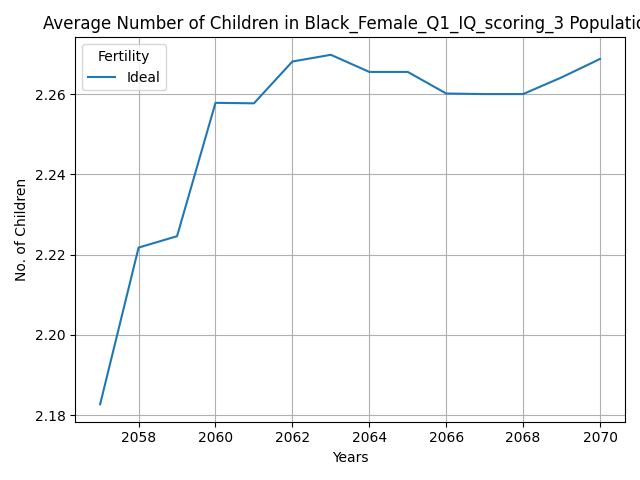 Average Number of Children in Black_Female_Q1_IQ_scoring_3 Populatio
Fertility
Ideal
No. of Children
2.26
2.24
2.22
2.20
2.18
2058 2060 2062 2064 2066 2068 2070
Years